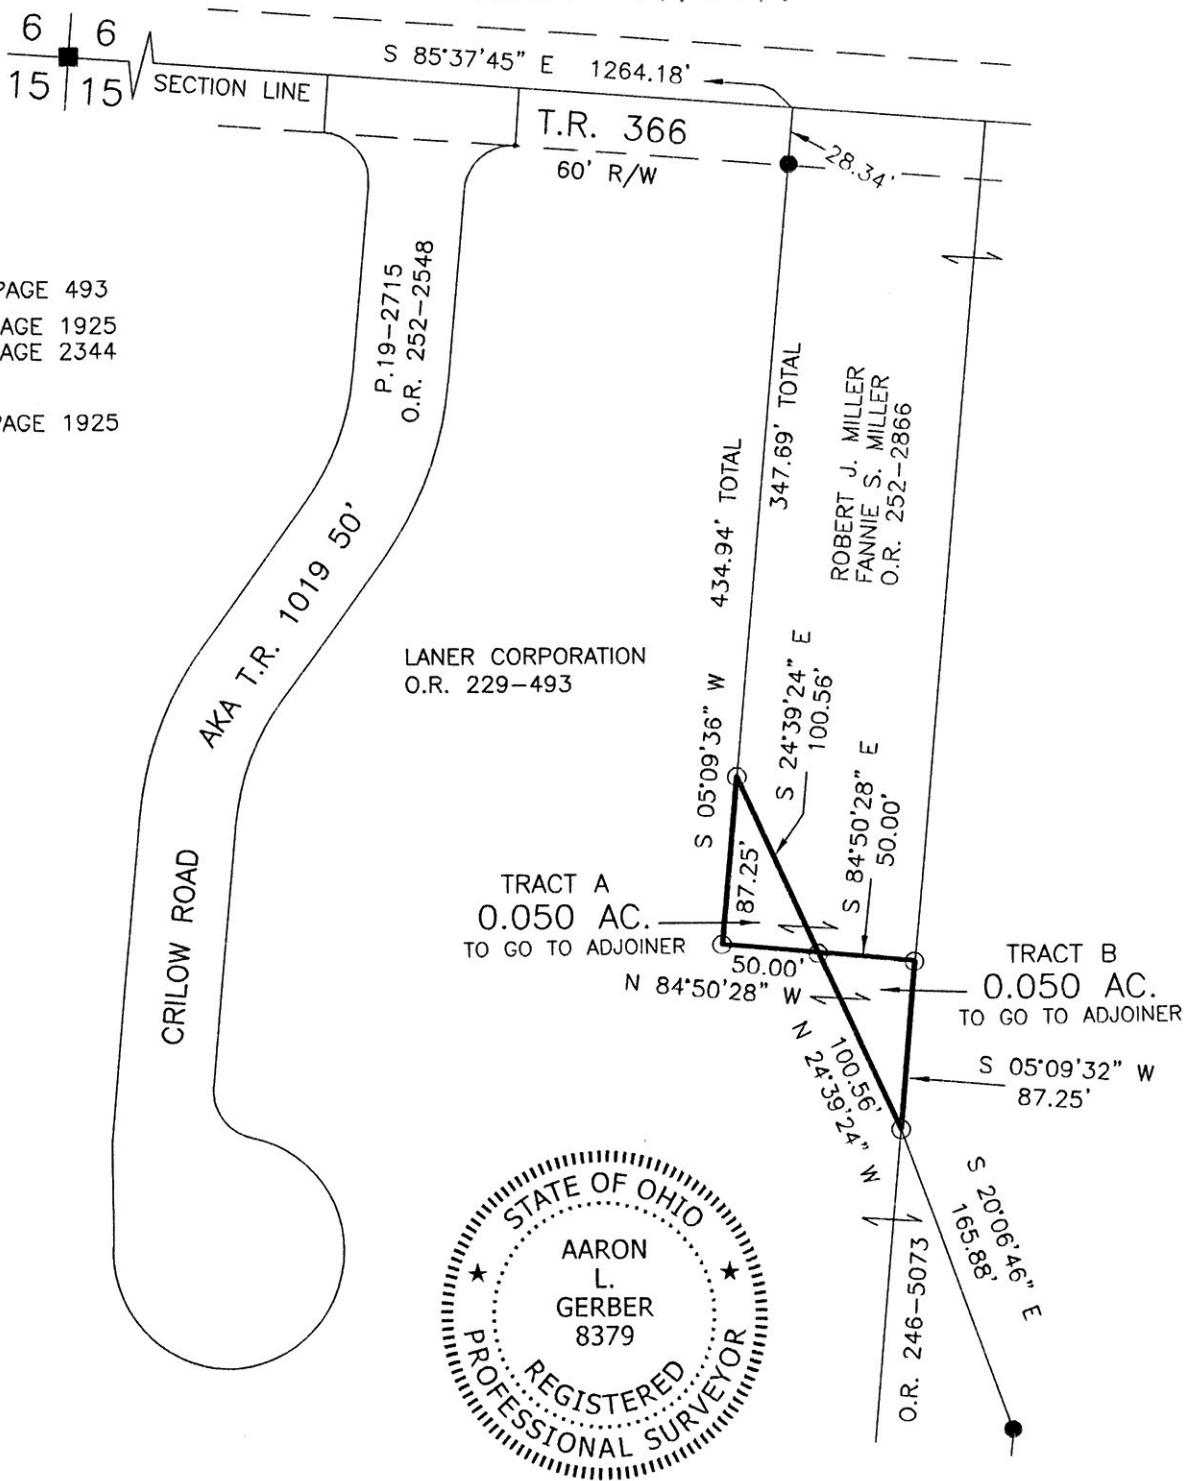 6 6
15 15
SECTION LINE
S 85°37'45" E 1264.18'
T.R. 366
60' R/W
28.34'
PAGE 493
AGE 1925
AGE 2344
PAGE 1925
P.19-2715
O.R. 252-2548
AKA T.R. 1019 50'
CRILOW ROAD
LANER CORPORATION
O.R. 229-493
S 05°09'36" W 434.94' TOTAL
347.69' TOTAL
ROBERT J. MILLER
FANNIE S. MILLER
O.R. 252-2866
S 24°39'24" E
100.56'
S 84°50'28" E
50.00'
87.25'
TRACT A
0.050 AC.
TO GO TO ADJOINER
50.00'
N 84°50'28" W
TRACT B
0.050 AC.
TO GO TO ADJOINER
100.56'
N 24°39'24" W
S 05°09'32" W
87.25'
S 20°06'46" E
165.88'
O.R. 246-5073
STATE OF OHIO
AARON
L.
GERBER
8379
REGISTERED
PROFESSIONAL SURVEYOR